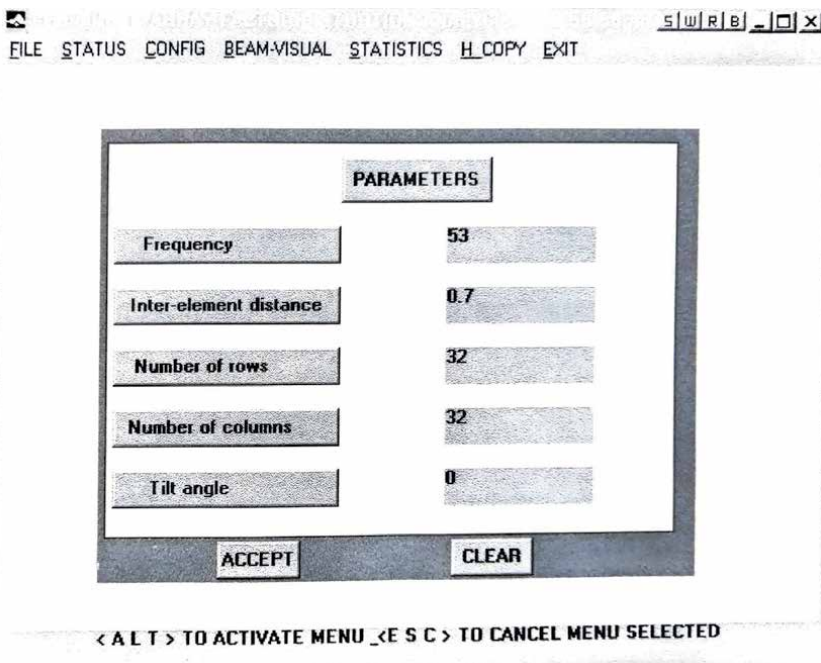 S W R B
FILE STATUS CONFIG BEAM-VISUAL STATISTICS H_COPY EXIT
PARAMETERS
Frequency 53
Inter-element distance 0.7
Number of rows 32
Number of columns 32
Tilt angle 0
ACCEPT CLEAR
< A L T > TO ACTIVATE MENU _<E S C > TO CANCEL MENU SELECTED